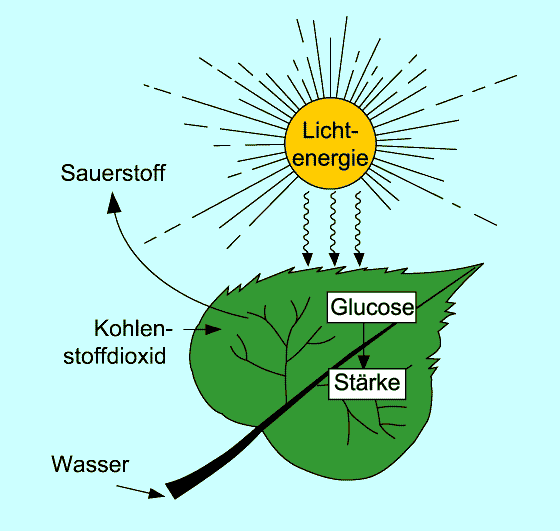 Licht-
energie
Sauerstoff
Glucose
Kohlen-
stoffdioxid
Stärke
Wasser